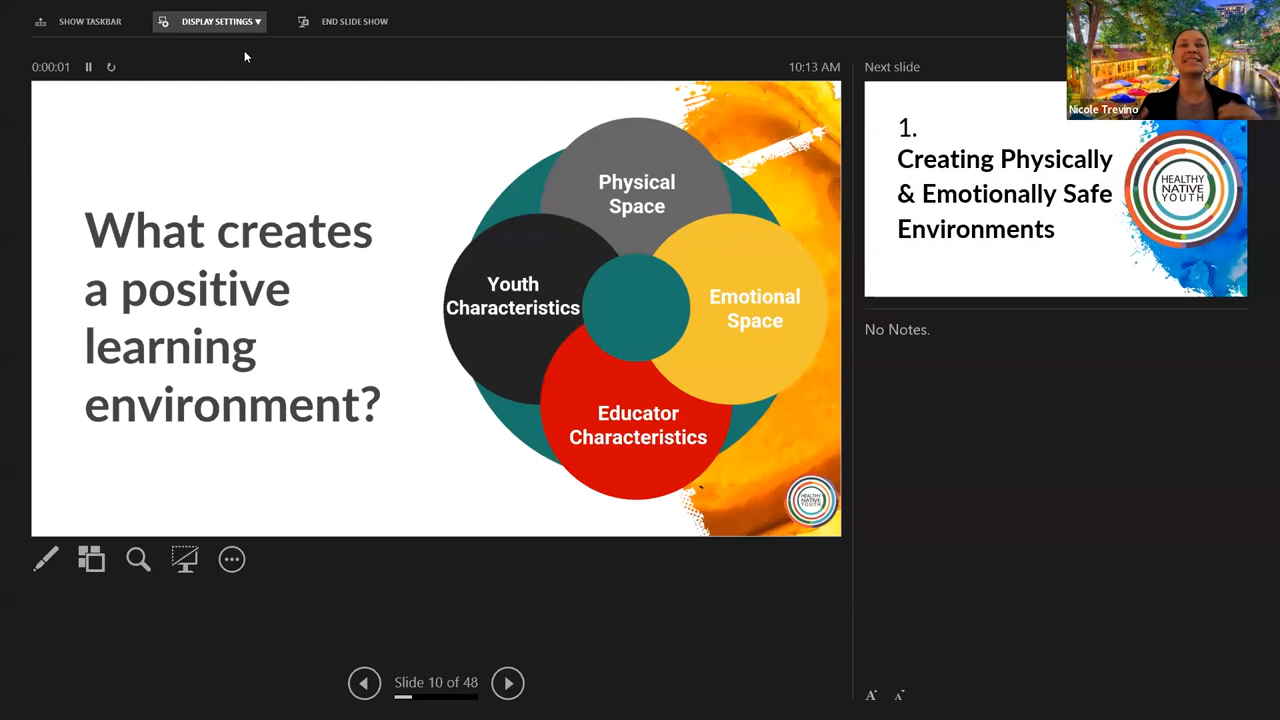 SHOW TASKBAR
DISPLAY SETTINGS ▼
END SLIDE SHOW
0:00:01
10:13 AM
Next slide
Nicole Trevino
What creates
a positive
learning
environment?
Physical
Space
Youth
Characteristics
Emotional
Space
Educator
Characteristics
HEALTHY
NATIVE
YOUTH
1.
Creating Physically
& Emotionally Safe
Environments
HEALTHY
NATIVE
YOUTH
No Notes.
Slide 10 of 48
A A